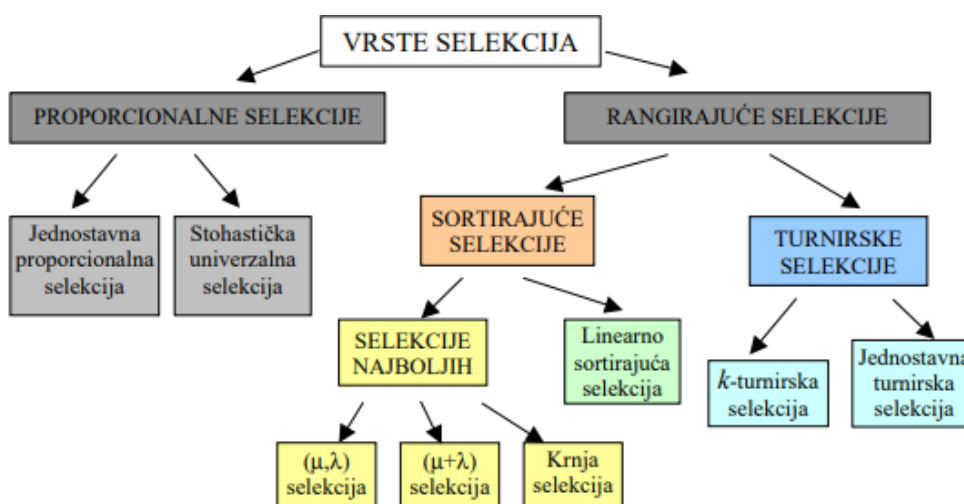 VRSTE SELEKCIJA
PROPORCIONALNE SELEKCIJE
RANGIRAJUĆE SELEKCIJE
Jednostavna
proporcionalna
selekcija
Stohastička
univerzalna
selekcija
SORTIRAJUĆE
SELEKCIJE
TURNIRSKE
SELEKCIJE
SELEKCIJE
NAJBOLJIH
Linearno
sortirajuća
selekcija
k-turnirska
selekcija
Jednostavna
turnirska
selekcija
(μ,λ)
selekcija
(μ+λ)
selekcija
Krnja
selekcija